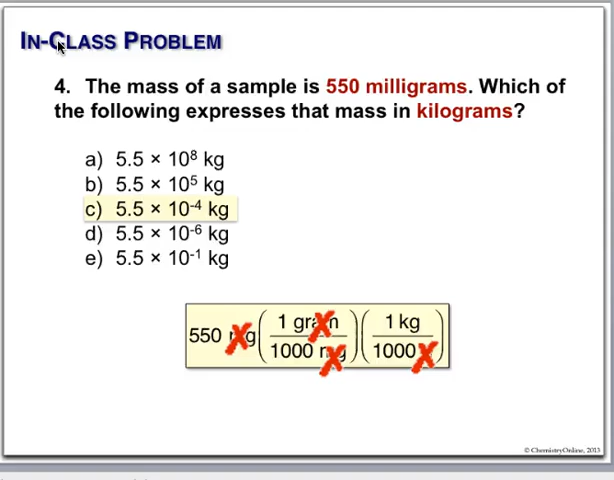 IN-CLASS PROBLEM
4. The mass of a sample is 550 milligrams. Which of
the following expresses that mass in kilograms?
a) 5.5 × 10⁸ kg
b) 5.5 × 10⁵ kg
c) 5.5 × 10⁻⁴ kg
d) 5.5 × 10⁻⁶ kg
e) 5.5 × 10⁻¹ kg
1 gram 1 kg
550 mg
1000 mg 1000
© ChemistryOnline, 2013